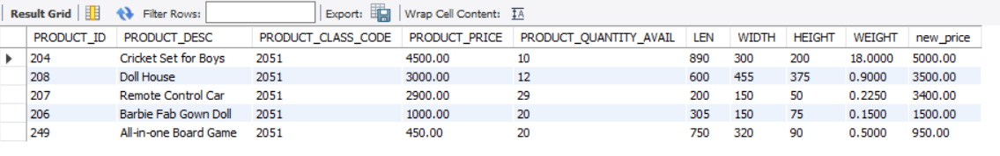 Result Grid Filter Rows: Export: Wrap Cell Content: IA
PRODUCT_ID PRODUCT_DESC PRODUCT_CLASS_CODE PRODUCT_PRICE PRODUCT_QUANTITY_AVAIL LEN WIDTH HEIGHT WEIGHT new_price
204 Cricket Set for Boys 2051 4500.00 10 890 300 200 18.0000 5000.00
208 Doll House 2051 3000.00 12 600 455 375 0.9000 3500.00
207 Remote Control Car 2051 2900.00 29 200 150 50 0.2250 3400.00
206 Barbie Fab Gown Doll 2051 1000.00 20 305 150 75 0.1500 1500.00
249 All-in-one Board Game 2051 450.00 20 750 320 90 0.5000 950.00